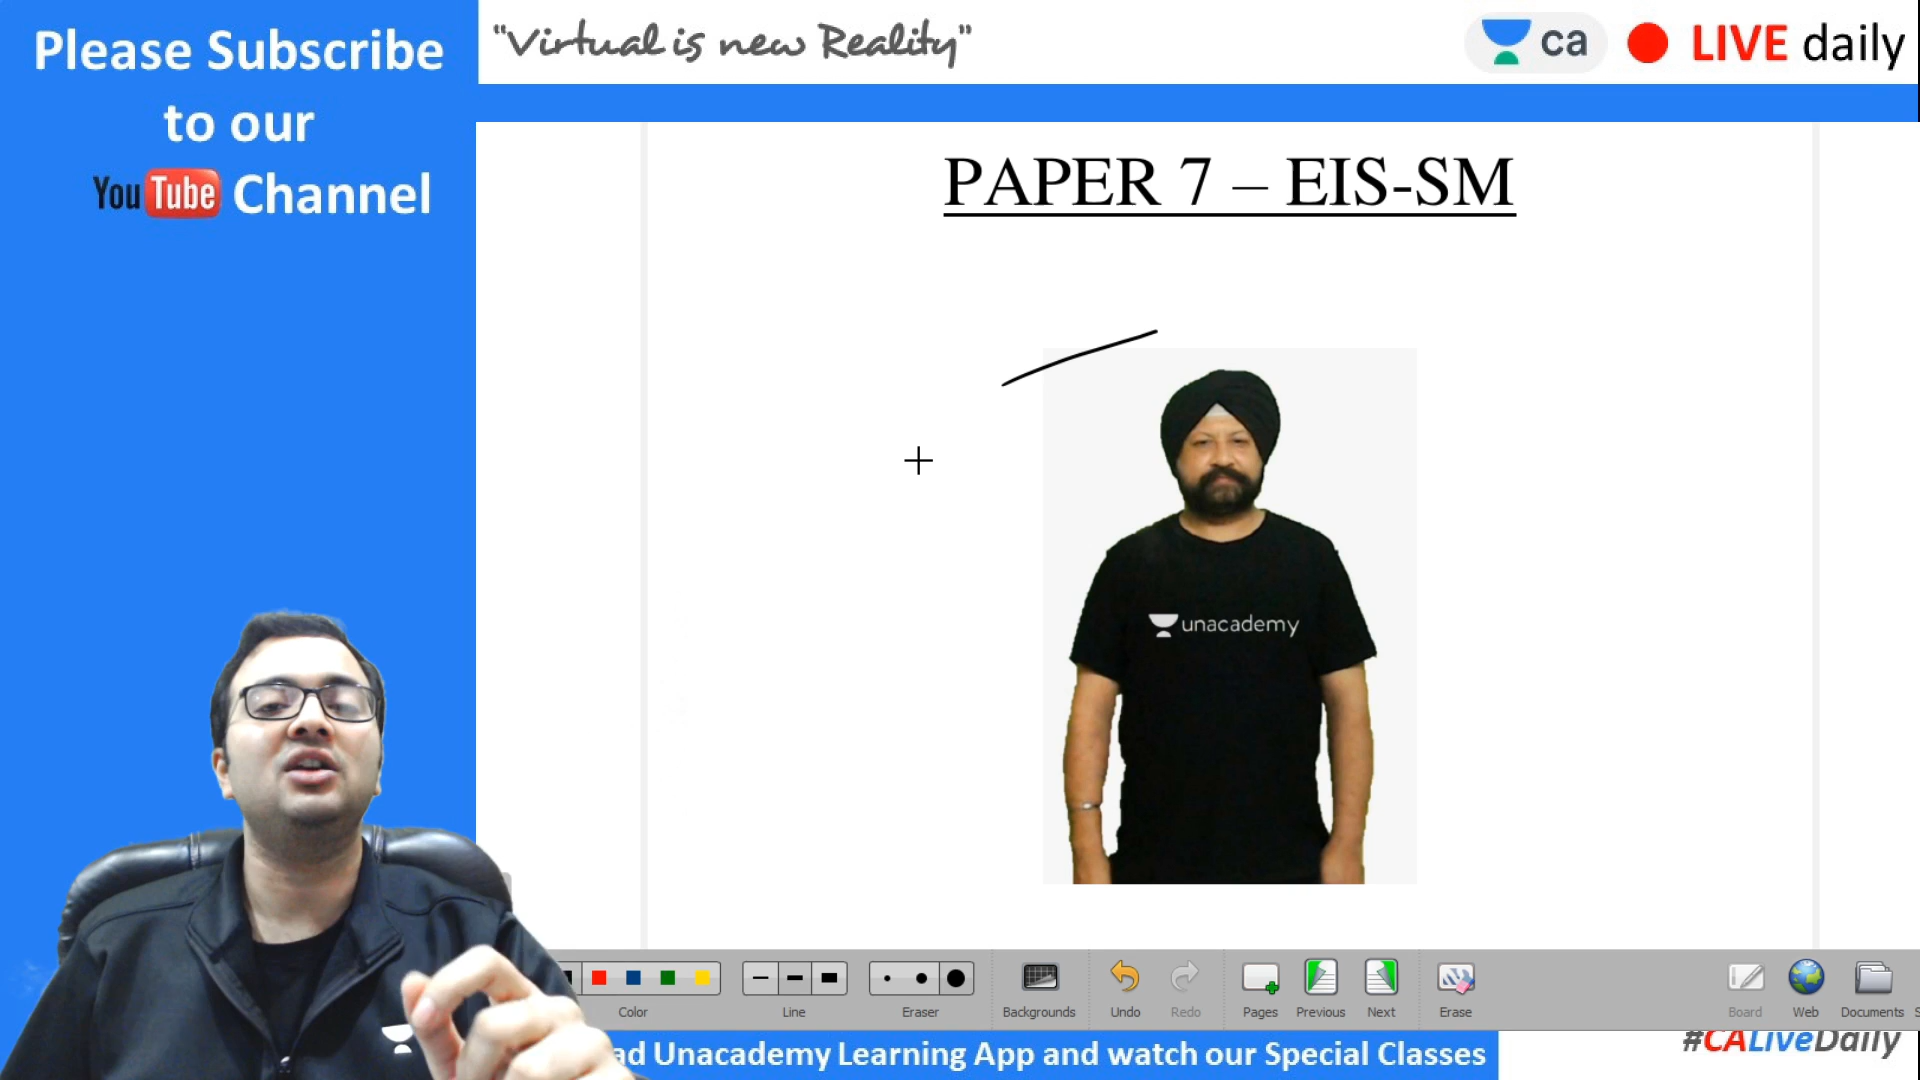 Please Subscribe
to our
YouTube Channel
"Virtual is new Reality"
ca LIVE daily
PAPER 7 – EIS-SM
unacademy
Color
Line
Eraser
Backgrounds
Undo
Redo
Pages
Previous
Next
Erase
Board
Web
Documents
ad Unacademy Learning App and watch our Special Classes
#CALiveDaily